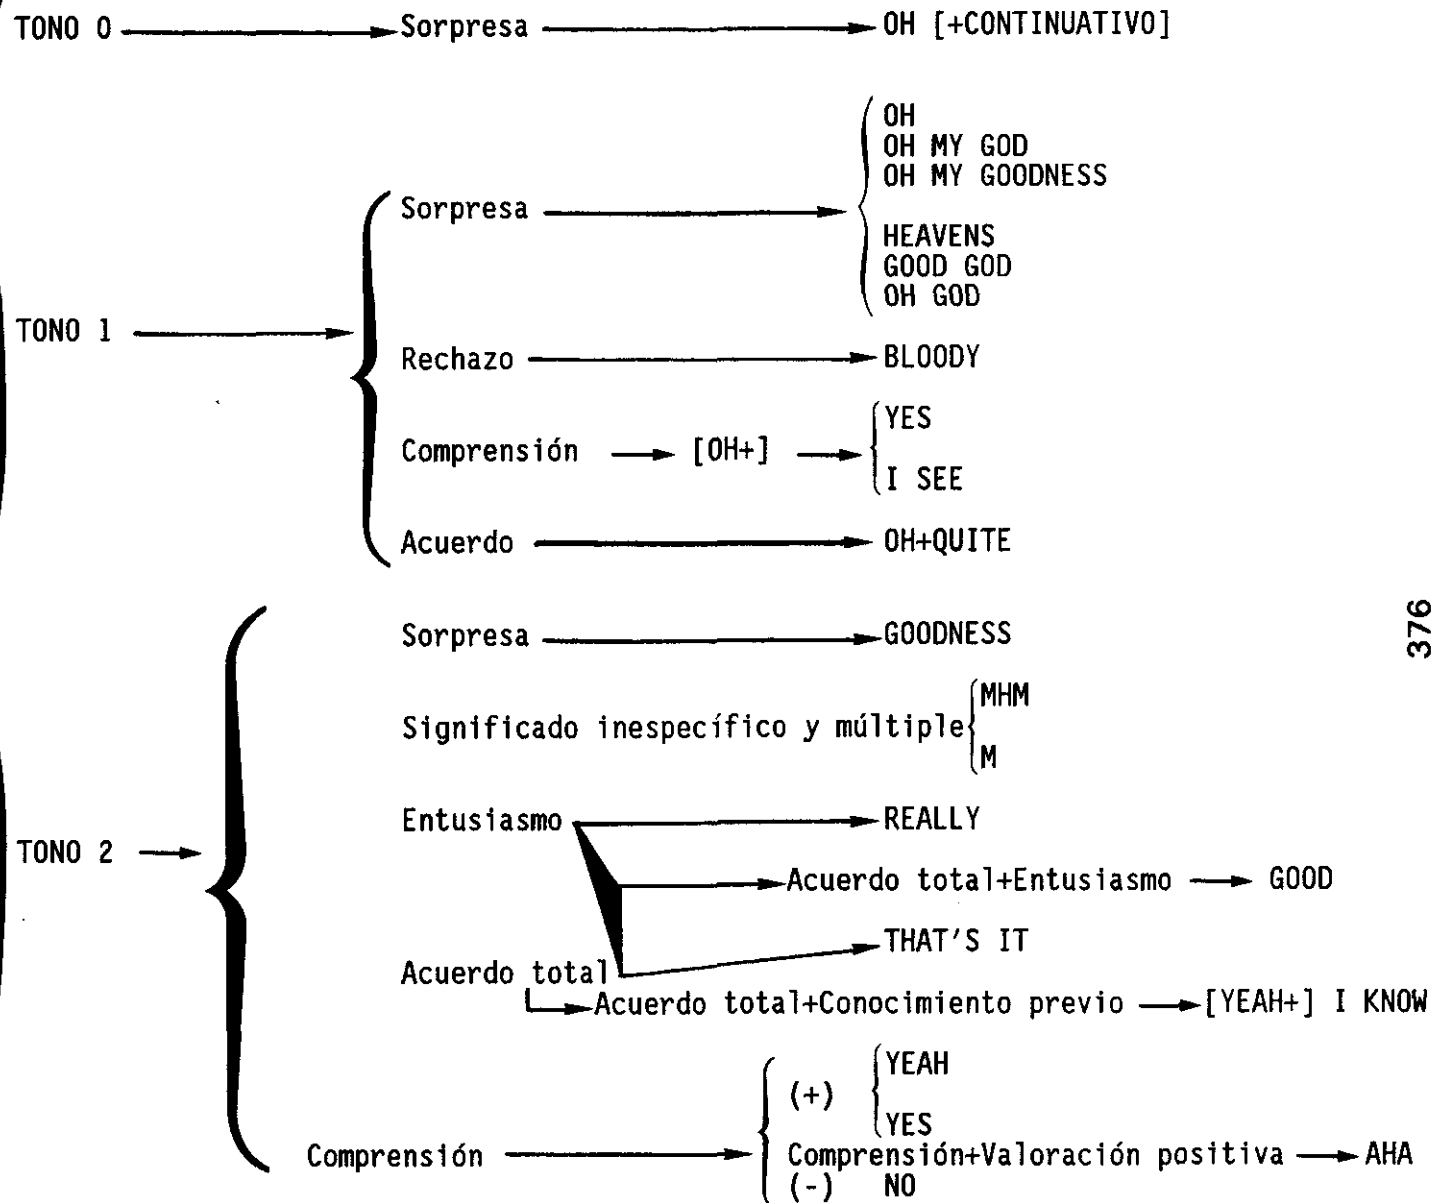 TONO 0 Sorpresa OH [+CONTINUATIVO]
OH
OH MY GOD
OH MY GOODNESS
Sorpresa
HEAVENS
GOOD GOD
OH GOD
TONO 1
Rechazo BLOODY
YES
Comprensión [OH+]
I SEE
Acuerdo OH+QUITE
376
Sorpresa GOODNESS
MHM
Significado inespecífico y múltiple
M
Entusiasmo REALLY
TONO 2
Acuerdo total+Entusiasmo GOOD
THAT'S IT
Acuerdo total
Acuerdo total+Conocimiento previo [YEAH+] I KNOW
YEAH
(+)
YES
Comprensión Comprensión+Valoración positiva AHA
(-) NO